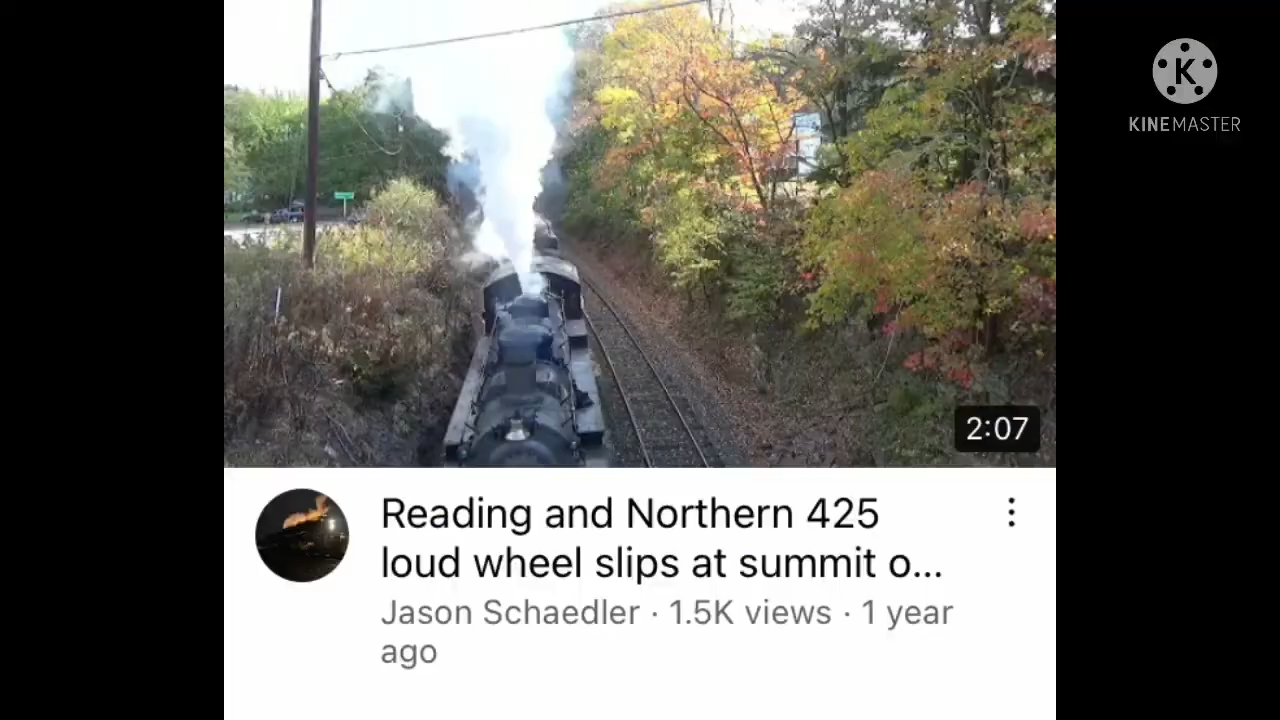 K
KINEMASTER
2:07
Reading and Northern 425
loud wheel slips at summit o...
Jason Schaedler · 1.5K views · 1 year
ago